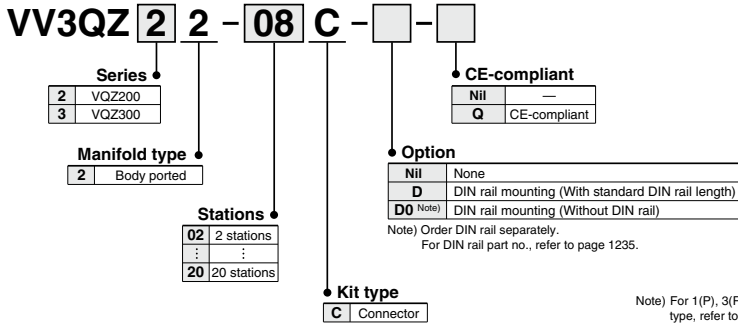 VV3QZ 2 2 - 08 C - -
Series
2 VQZ200
3 VQZ300
Manifold type
2 Body ported
Stations
02 2 stations
⋮ ⋮
20 20 stations
Kit type
C Connector
CE-compliant
Nil —
Q CE-compliant
Option
Nil None
D DIN rail mounting (With standard DIN rail length)
D0 Note) DIN rail mounting (Without DIN rail)
Note) Order DIN rail separately.
For DIN rail part no., refer to page 1235.
Note) For 1(P), 3(
type, refer to